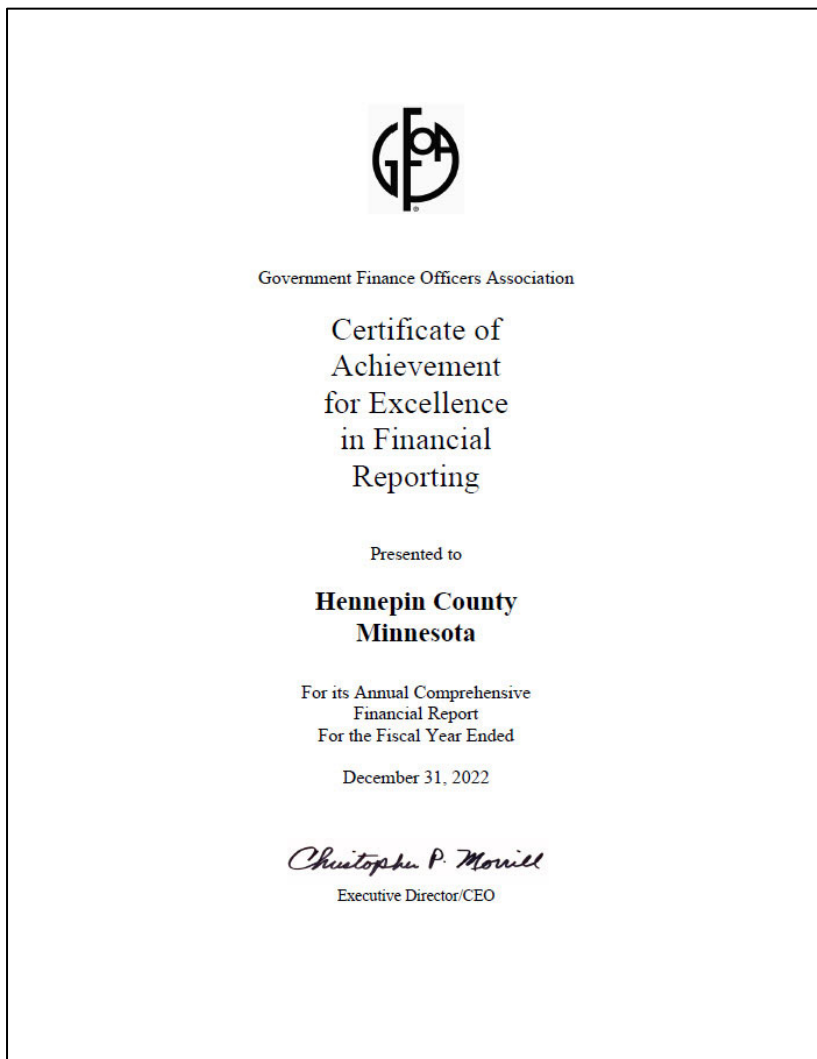 GFOA
®
Government Finance Officers Association
Certificate of
Achievement
for Excellence
in Financial
Reporting
Presented to
Hennepin County
Minnesota
For its Annual Comprehensive
Financial Report
For the Fiscal Year Ended
December 31, 2022
Christopher P. Morrill
Executive Director/CEO